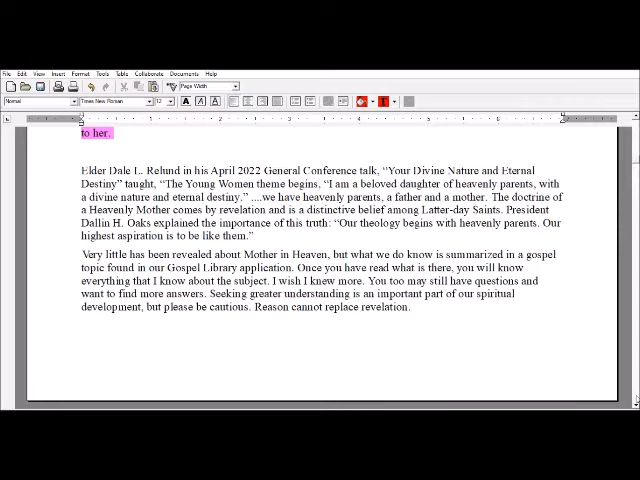 File Edit View Insert Format Tools Table Collaborate Documents Help
Page Width
Normal Times New Roman 12 A A A T
1 2 3 4 5 6
to her.
Elder Dale L. Relund in his April 2022 General Conference talk, “Your Divine Nature and Eternal
Destiny” taught, “The Young Women theme begins, “I am a beloved daughter of heavenly parents, with
a divine nature and eternal destiny.” ....we have heavenly parents, a father and a mother. The doctrine of
a Heavenly Mother comes by revelation and is a distinctive belief among Latter-day Saints. President
Dallin H. Oaks explained the importance of this truth: “Our theology begins with heavenly parents. Our
highest aspiration is to be like them.”
Very little has been revealed about Mother in Heaven, but what we do know is summarized in a gospel
topic found in our Gospel Library application. Once you have read what is there, you will know
everything that I know about the subject. I wish I knew more. You too may still have questions and
want to find more answers. Seeking greater understanding is an important part of our spiritual
development, but please be cautious. Reason cannot replace revelation.